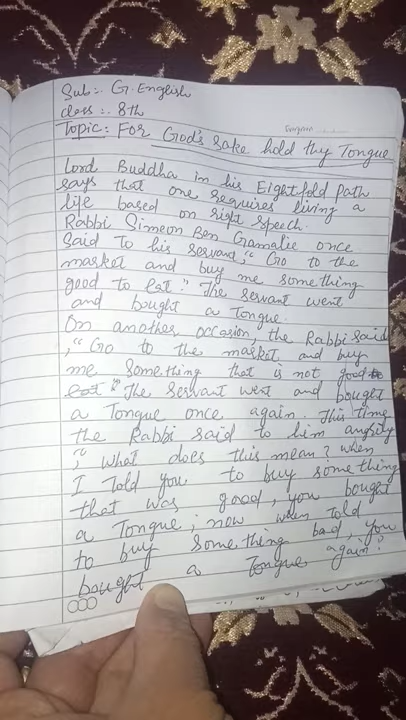 Sub:- G. English
class :- 8th
Topic: For God's sake hold thy Tongue
Lord Buddha in his Eightfold Path
says that one requires living a
life based on right speech.
Rabbi Simeon Ben Gamalie once
Said to his servant "Go to the
market and buy me something
good to eat." The servant went
and bought a Tongue.
On another occasion, the Rabbi said
,"Go to the market and buy
me something that is not good to
eat" The servant went and bought
a Tongue once again. This time
the Rabbi said to him angrily
, What does this mean? when
I told you to buy something
that was good, you bought
a Tongue; now when told
to buy something bad, you
bought a Tongue again?